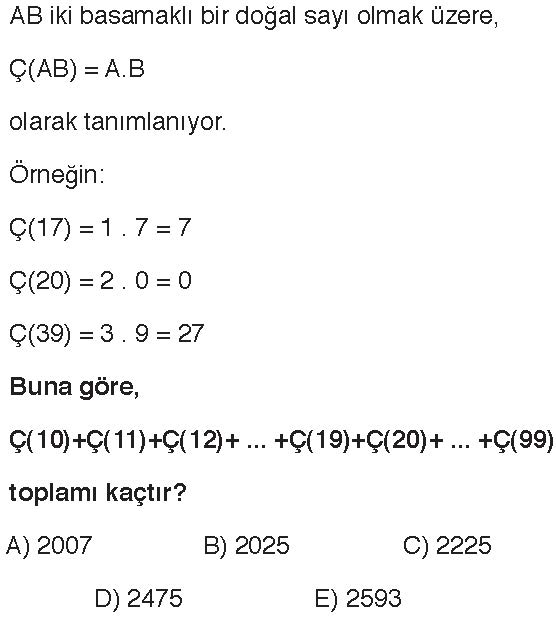 AB iki basamaklı bir doğal sayı olmak üzere,
Ç(AB) = A.B
olarak tanımlanıyor.
Örneğin:
Ç(17) = 1 . 7 = 7
Ç(20) = 2 . 0 = 0
Ç(39) = 3 . 9 = 27
Buna göre,
Ç(10)+Ç(11)+Ç(12)+ ... +Ç(19)+Ç(20)+ ... +Ç(99)
toplamı kaçtır?
A) 2007 B) 2025 C) 2225
D) 2475 E) 2593